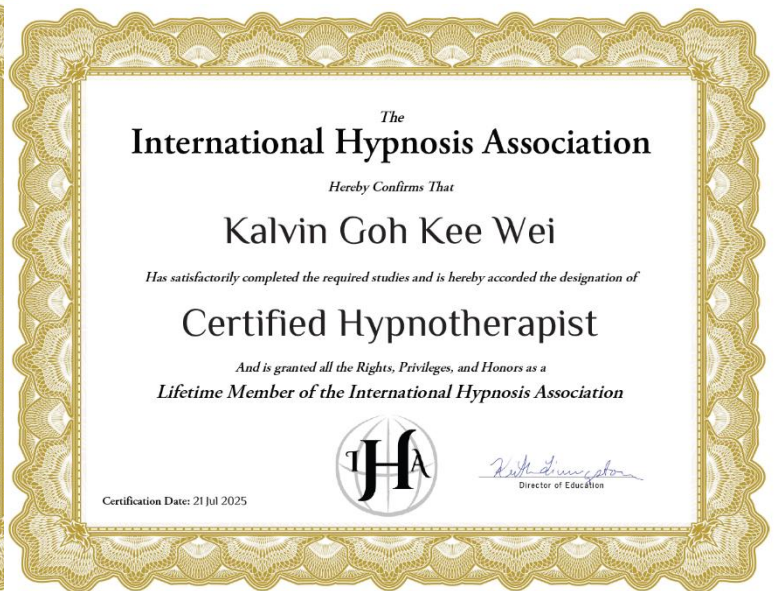 The
International Hypnosis Association
Hereby Confirms That
Kalvin Goh Kee Wei
Has satisfactorily completed the required studies and is hereby accorded the designation of
Certified Hypnotherapist
And is granted all the Rights, Privileges, and Honors as a
Lifetime Member of the International Hypnosis Association
IHA
Keith Livingston
Director of Education
Certification Date: 21 Jul 2025